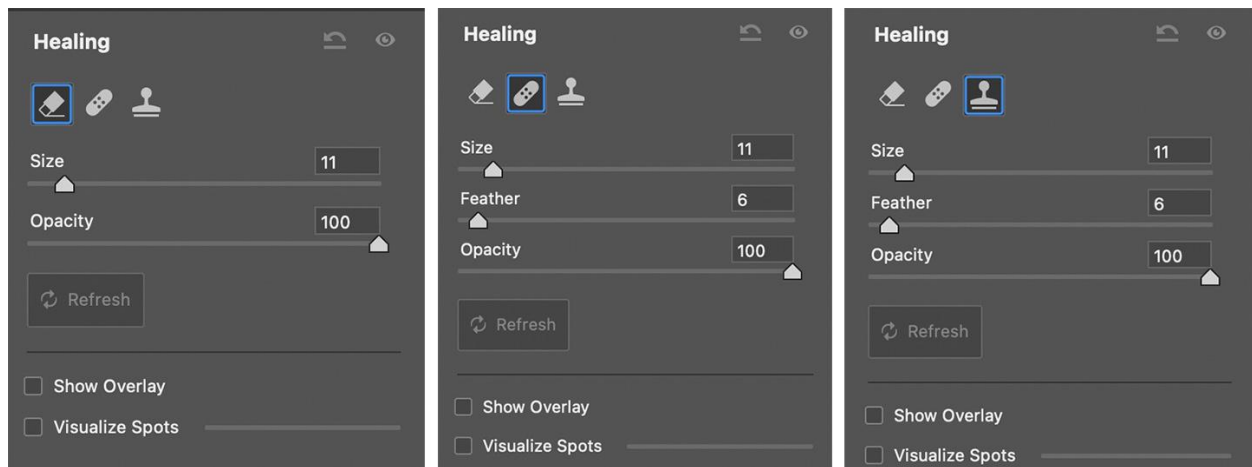 Healing
Size 11
Opacity 100
Refresh
Show Overlay
Visualize Spots
Healing
Size 11
Feather 6
Opacity 100
Refresh
Show Overlay
Visualize Spots
Healing
Size 11
Feather 6
Opacity 100
Refresh
Show Overlay
Visualize Spots